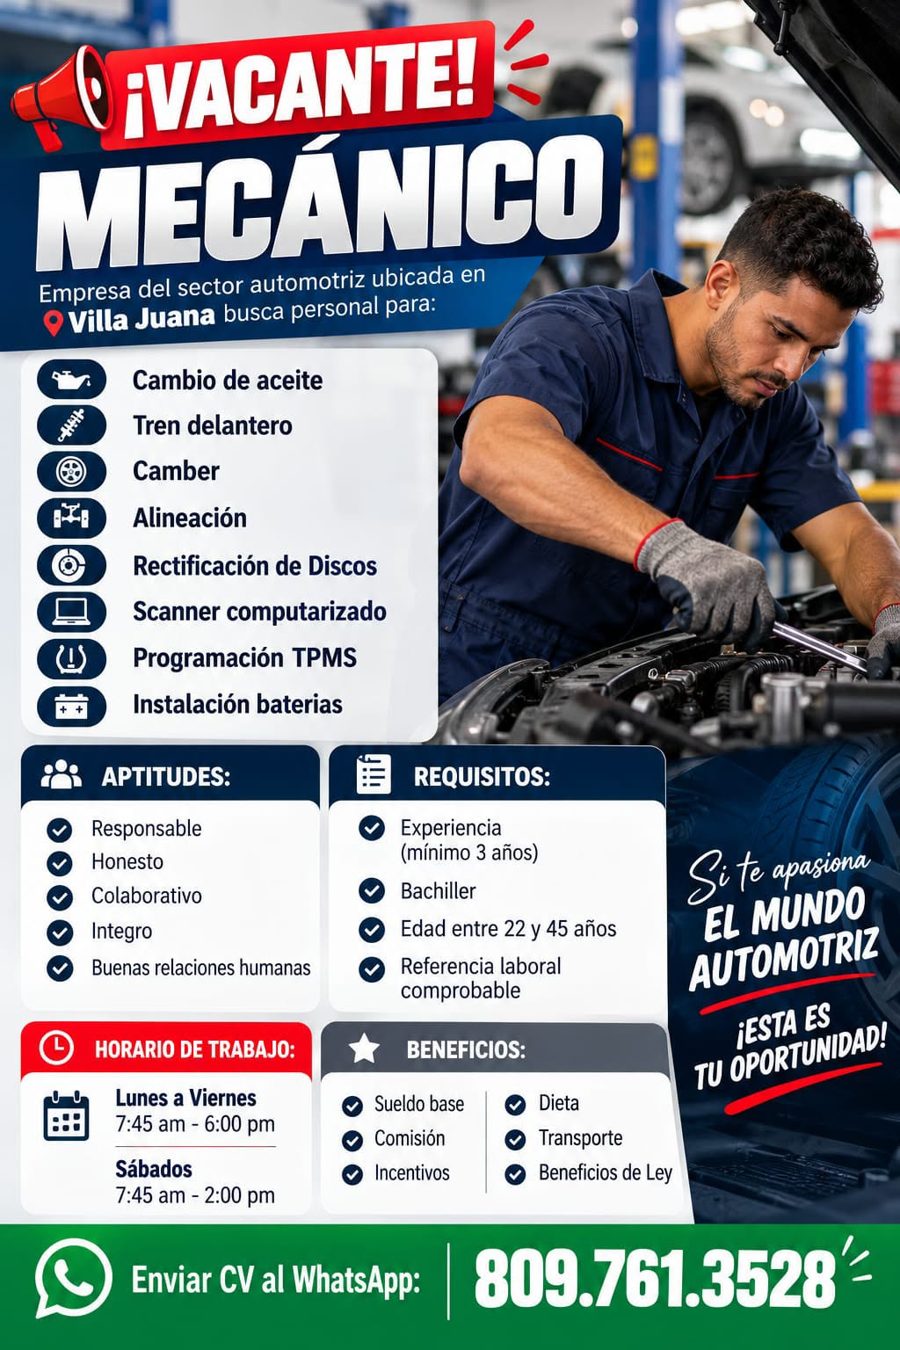 ¡VACANTE!
MECÁNICO
Empresa del sector automotriz ubicada en
Villa Juana busca personal para:
Cambio de aceite
Tren delantero
Camber
Alineación
Rectificación de Discos
Scanner computarizado
Programación TPMS
Instalación baterias
APTITUDES:
Responsable
Honesto
Colaborativo
Integro
Buenas relaciones humanas
REQUISITOS:
Experiencia
(mínimo 3 años)
Bachiller
Edad entre 22 y 45 años
Referencia laboral
comprobable
Si te apasiona
EL MUNDO
AUTOMOTRIZ
¡ESTA ES
TU OPORTUNIDAD!
HORARIO DE TRABAJO:
Lunes a Viernes
7:45 am - 6:00 pm
Sábados
7:45 am - 2:00 pm
BENEFICIOS:
Sueldo base
Comisión
Incentivos
Dieta
Transporte
Beneficios de Ley
Enviar CV al WhatsApp:
809.761.3528